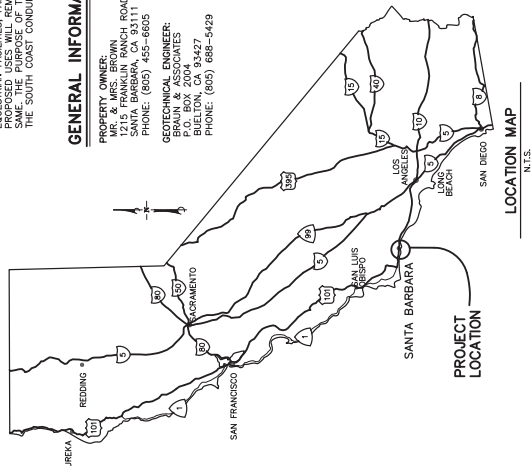 PROPOSED USES WILL REM
SAME. THE PURPOSE OF T
THE SOUTH COAST CONDU
GENERAL INFORMA
PROPERTY OWNER:
MR. & MRS. BROWN
1215 FRANKLIN RANCH ROAD
SANTA BARBARA, CA 93111
PHONE: (805) 455-6605
GEOTECHNICAL ENGINEER:
BRAUN & ASSOCIATES
P.O. BOX 2004
BUELTON, CA 93427
PHONE: (805) 688-5429
N
UREKA
101
REDDING
5
1
80
50
SACRAMENTO
80
SAN FRANCISCO
395
99
5
101
1
SAN LUIS
OBISPO
SANTA BARBARA
PROJECT
LOCATION
15
40
15
10
LOS
ANGELES
5
5
LONG
BEACH
8
SAN DIEGO
LOCATION MAP
N.T.S.